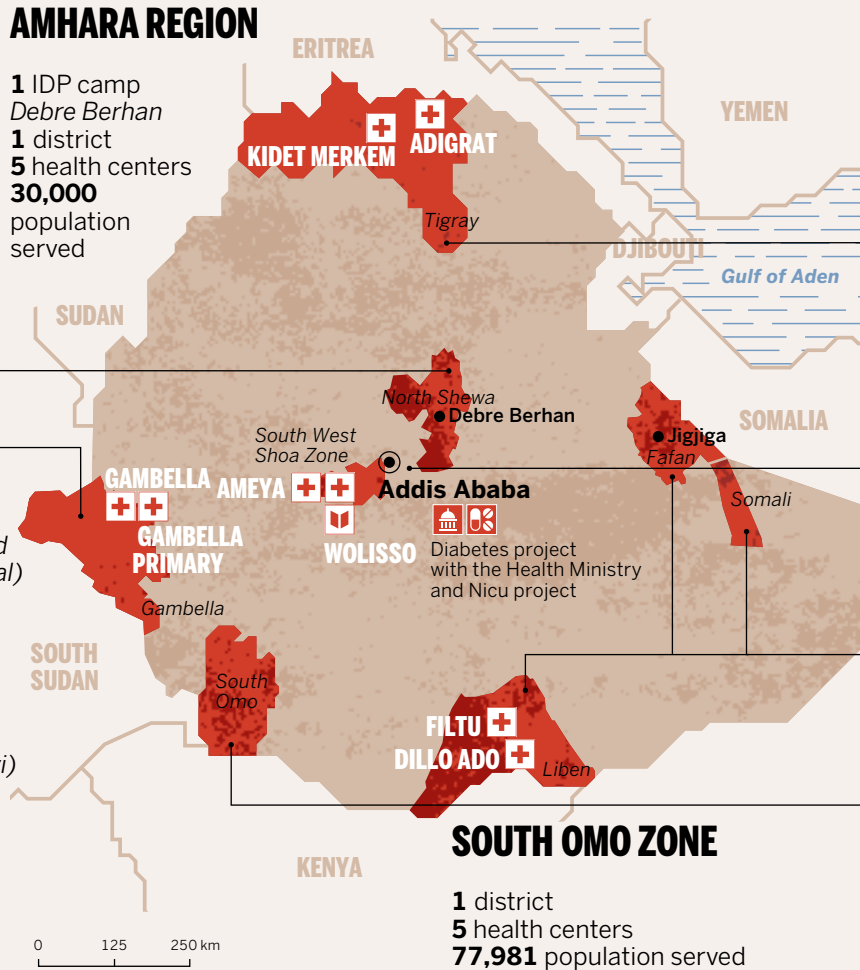 AMHARA REGION
1 IDP camp
Debre Berhan
1 district
5 health centers
30,000
population
served
ERITREA
YEMEN
KIDET MERKEM
ADIGRAT
Tigray
DJIBOUTI
Gulf of Aden
SUDAN
North Shewa
Debre Berhan
SOMALIA
South West
Shoa Zone
Jigjiga
Fafan
GAMBELLA
AMEYA
Addis Ababa
Somali
GAMBELLA
PRIMARY
WOLISSO
Diabetes project
with the Health Ministry
and Nicu project
d
al)
Gambella
SOUTH
SUDAN
South
Omo
FILTU
DILLO ADO
Liben
i)
SOUTH OMO ZONE
KENYA
1 district
5 health centers
77,981 population served
0 125 250 km